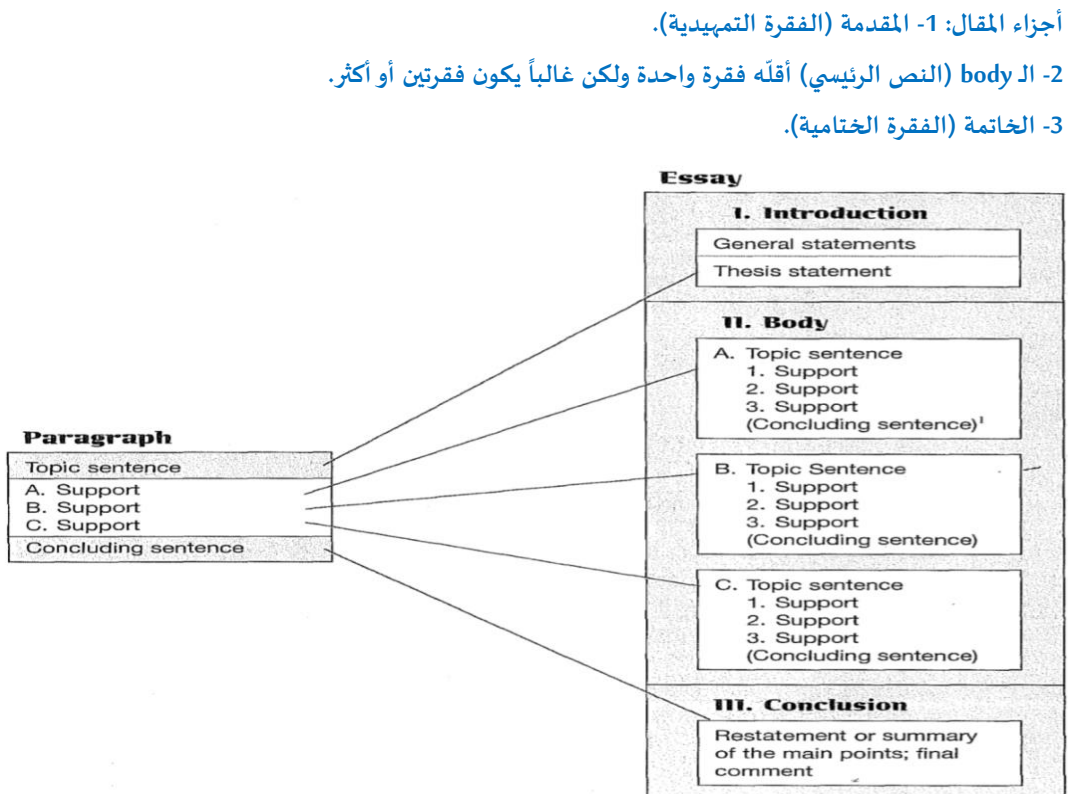 أجزاء المقال: 1- المقدمة (الفقرة التمهيدية).
2- الـ body (النص الرئيسي) أقلّه فقرة واحدة ولكن غالباً يكون فقرتين أو أكثر.
3- الخاتمة (الفقرة الختامية).
Essay
I. Introduction
General statements
Thesis statement
II. Body
A. Topic sentence
1. Support
2. Support
3. Support
(Concluding sentence)¹
B. Topic Sentence
1. Support
2. Support
3. Support
(Concluding sentence)
C. Topic sentence
1. Support
2. Support
3. Support
(Concluding sentence)
III. Conclusion
Restatement or summary
of the main points; final
comment
Paragraph
Topic sentence
A. Support
B. Support
C. Support
Concluding sentence